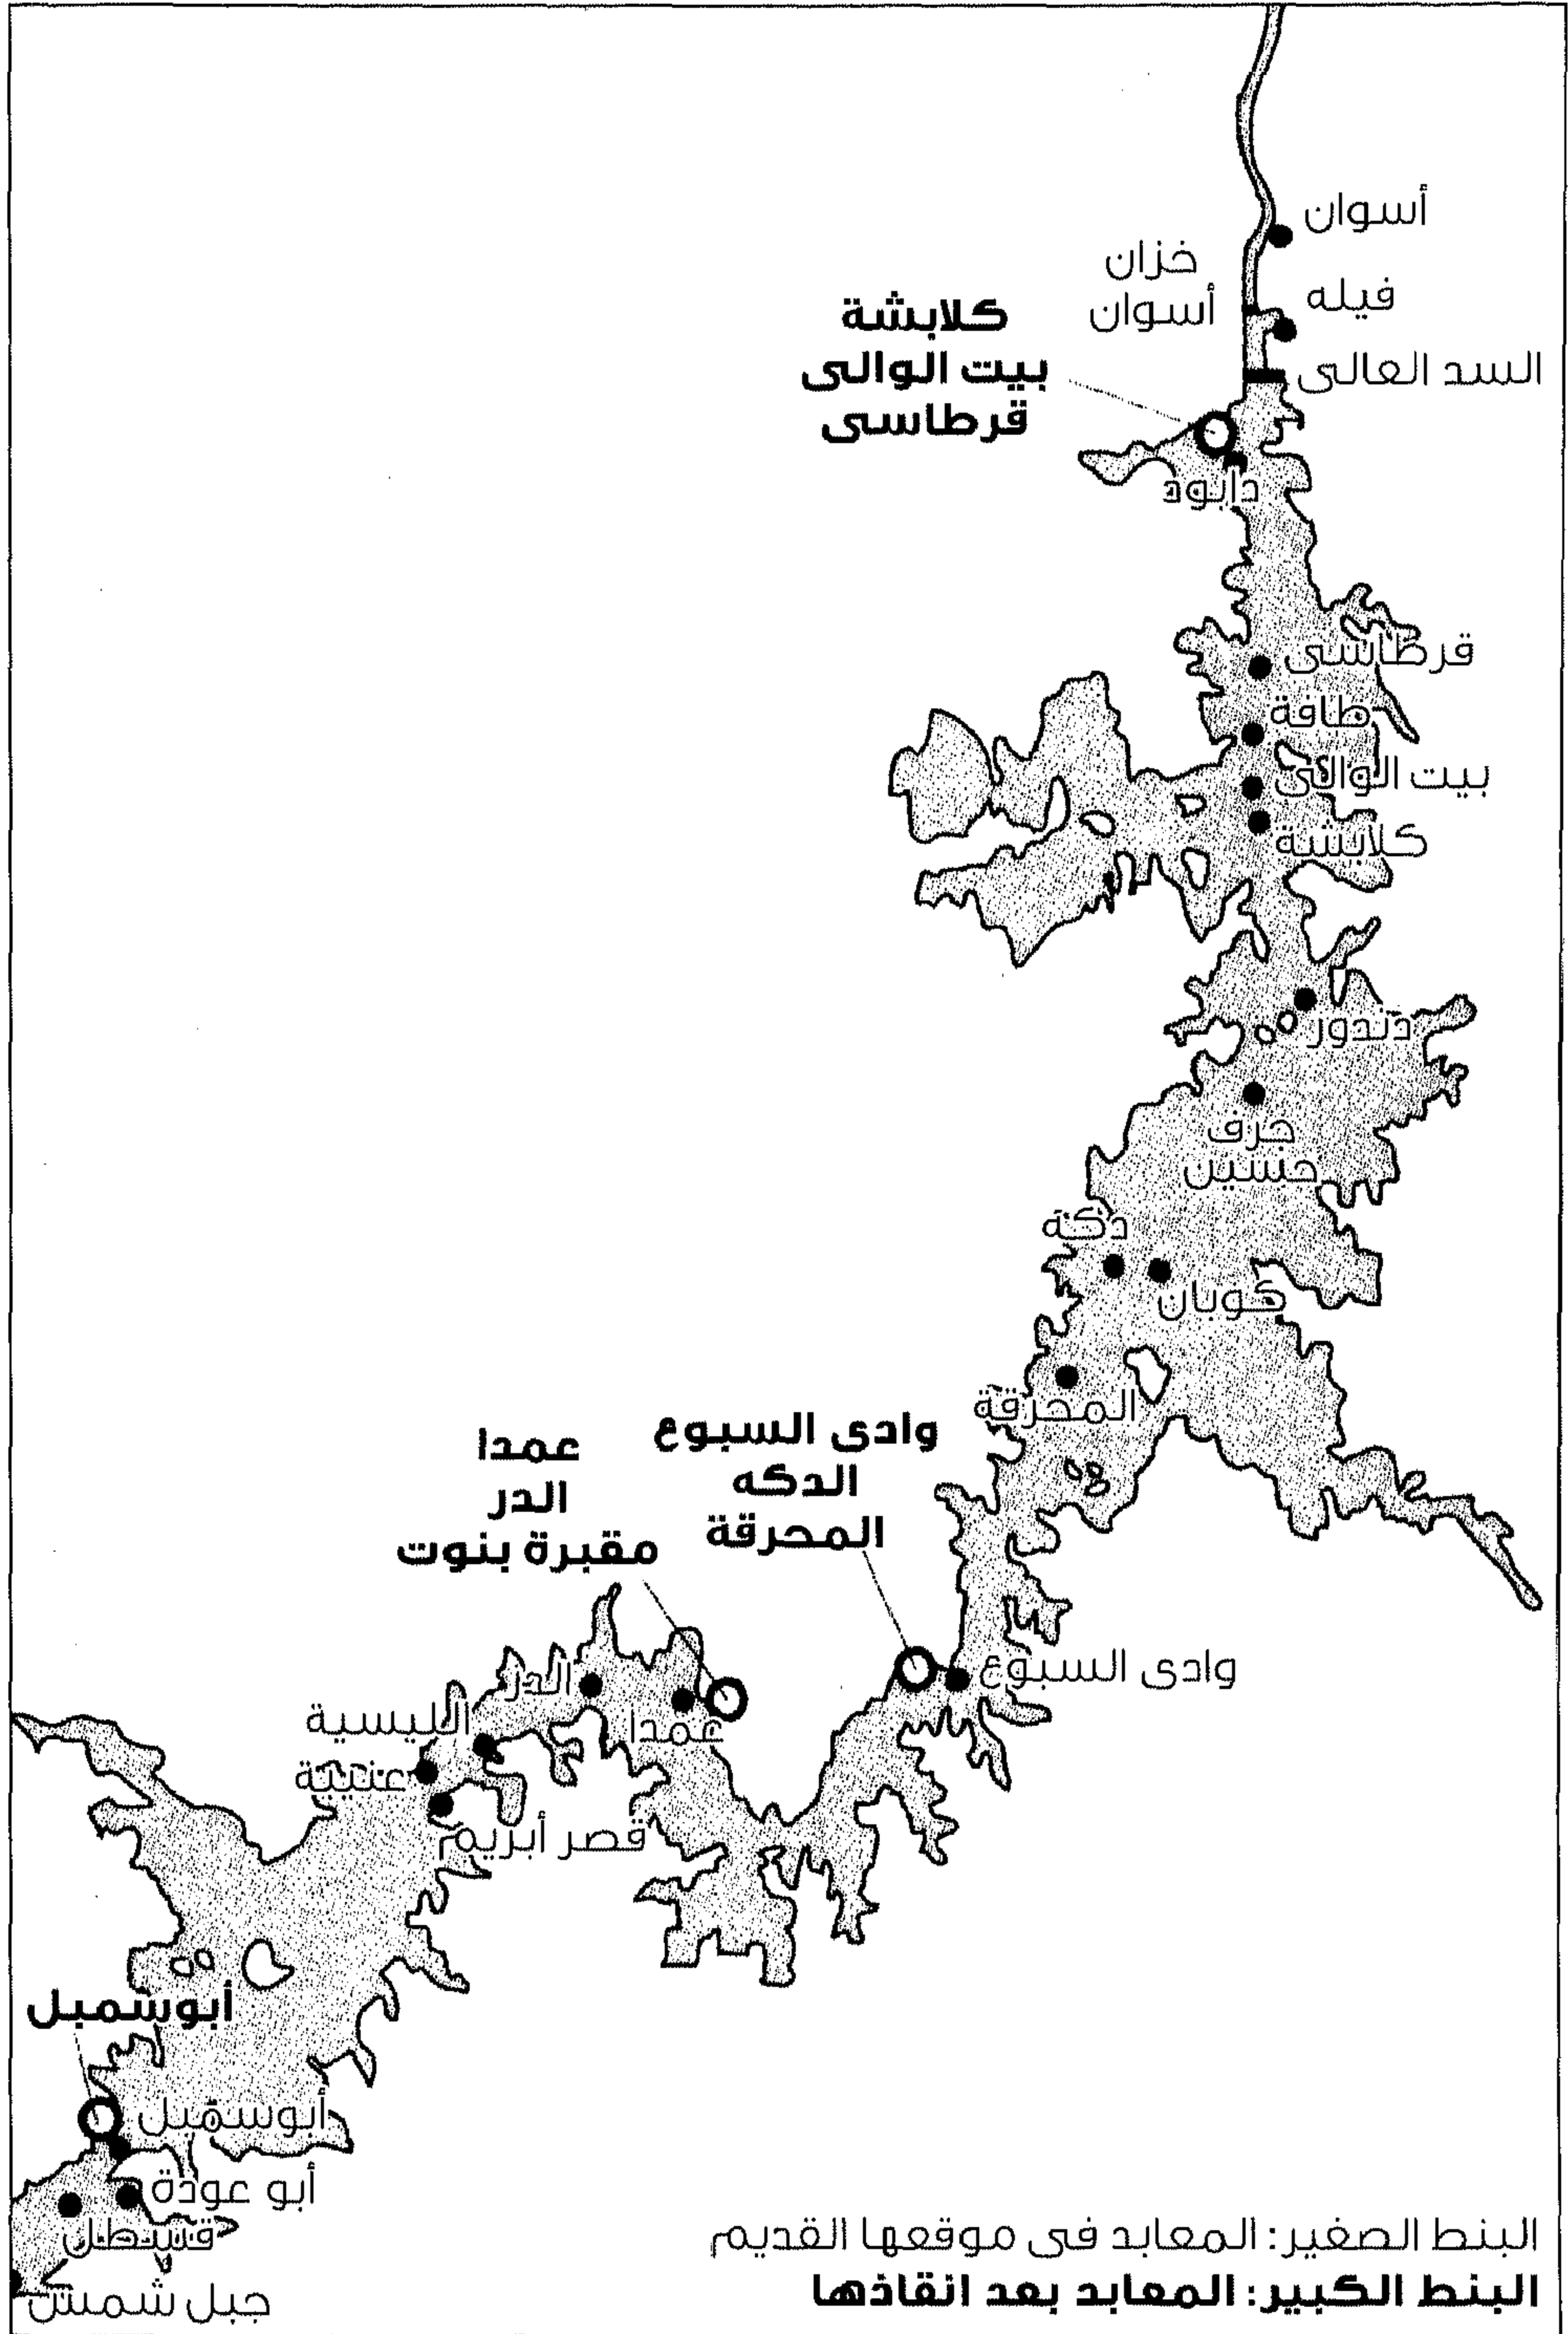 أسوان
خزان
أسوان
فيله
السد العالى
كلابشة
بيت الوالى
قرطاسى
دابود
قرطاسى
طافة
بيت الوالى
كلابشة
دندور
جرف
حسين
دكة
كوبان
المحرقة
وادى السبوع
الدكه
المحرقة
عمدا
الدر
مقبرة بنوت
وادى السبوع
الدر
عمدا
الليسية
عنيبة
قصر أبريم
أبوسمبل
أبوسمبل
أبو عودة
قسطل
جبل شمس
البنط الصغير: المعابد فى موقعها القديم
البنط الكبير: المعابد بعد انقاذها